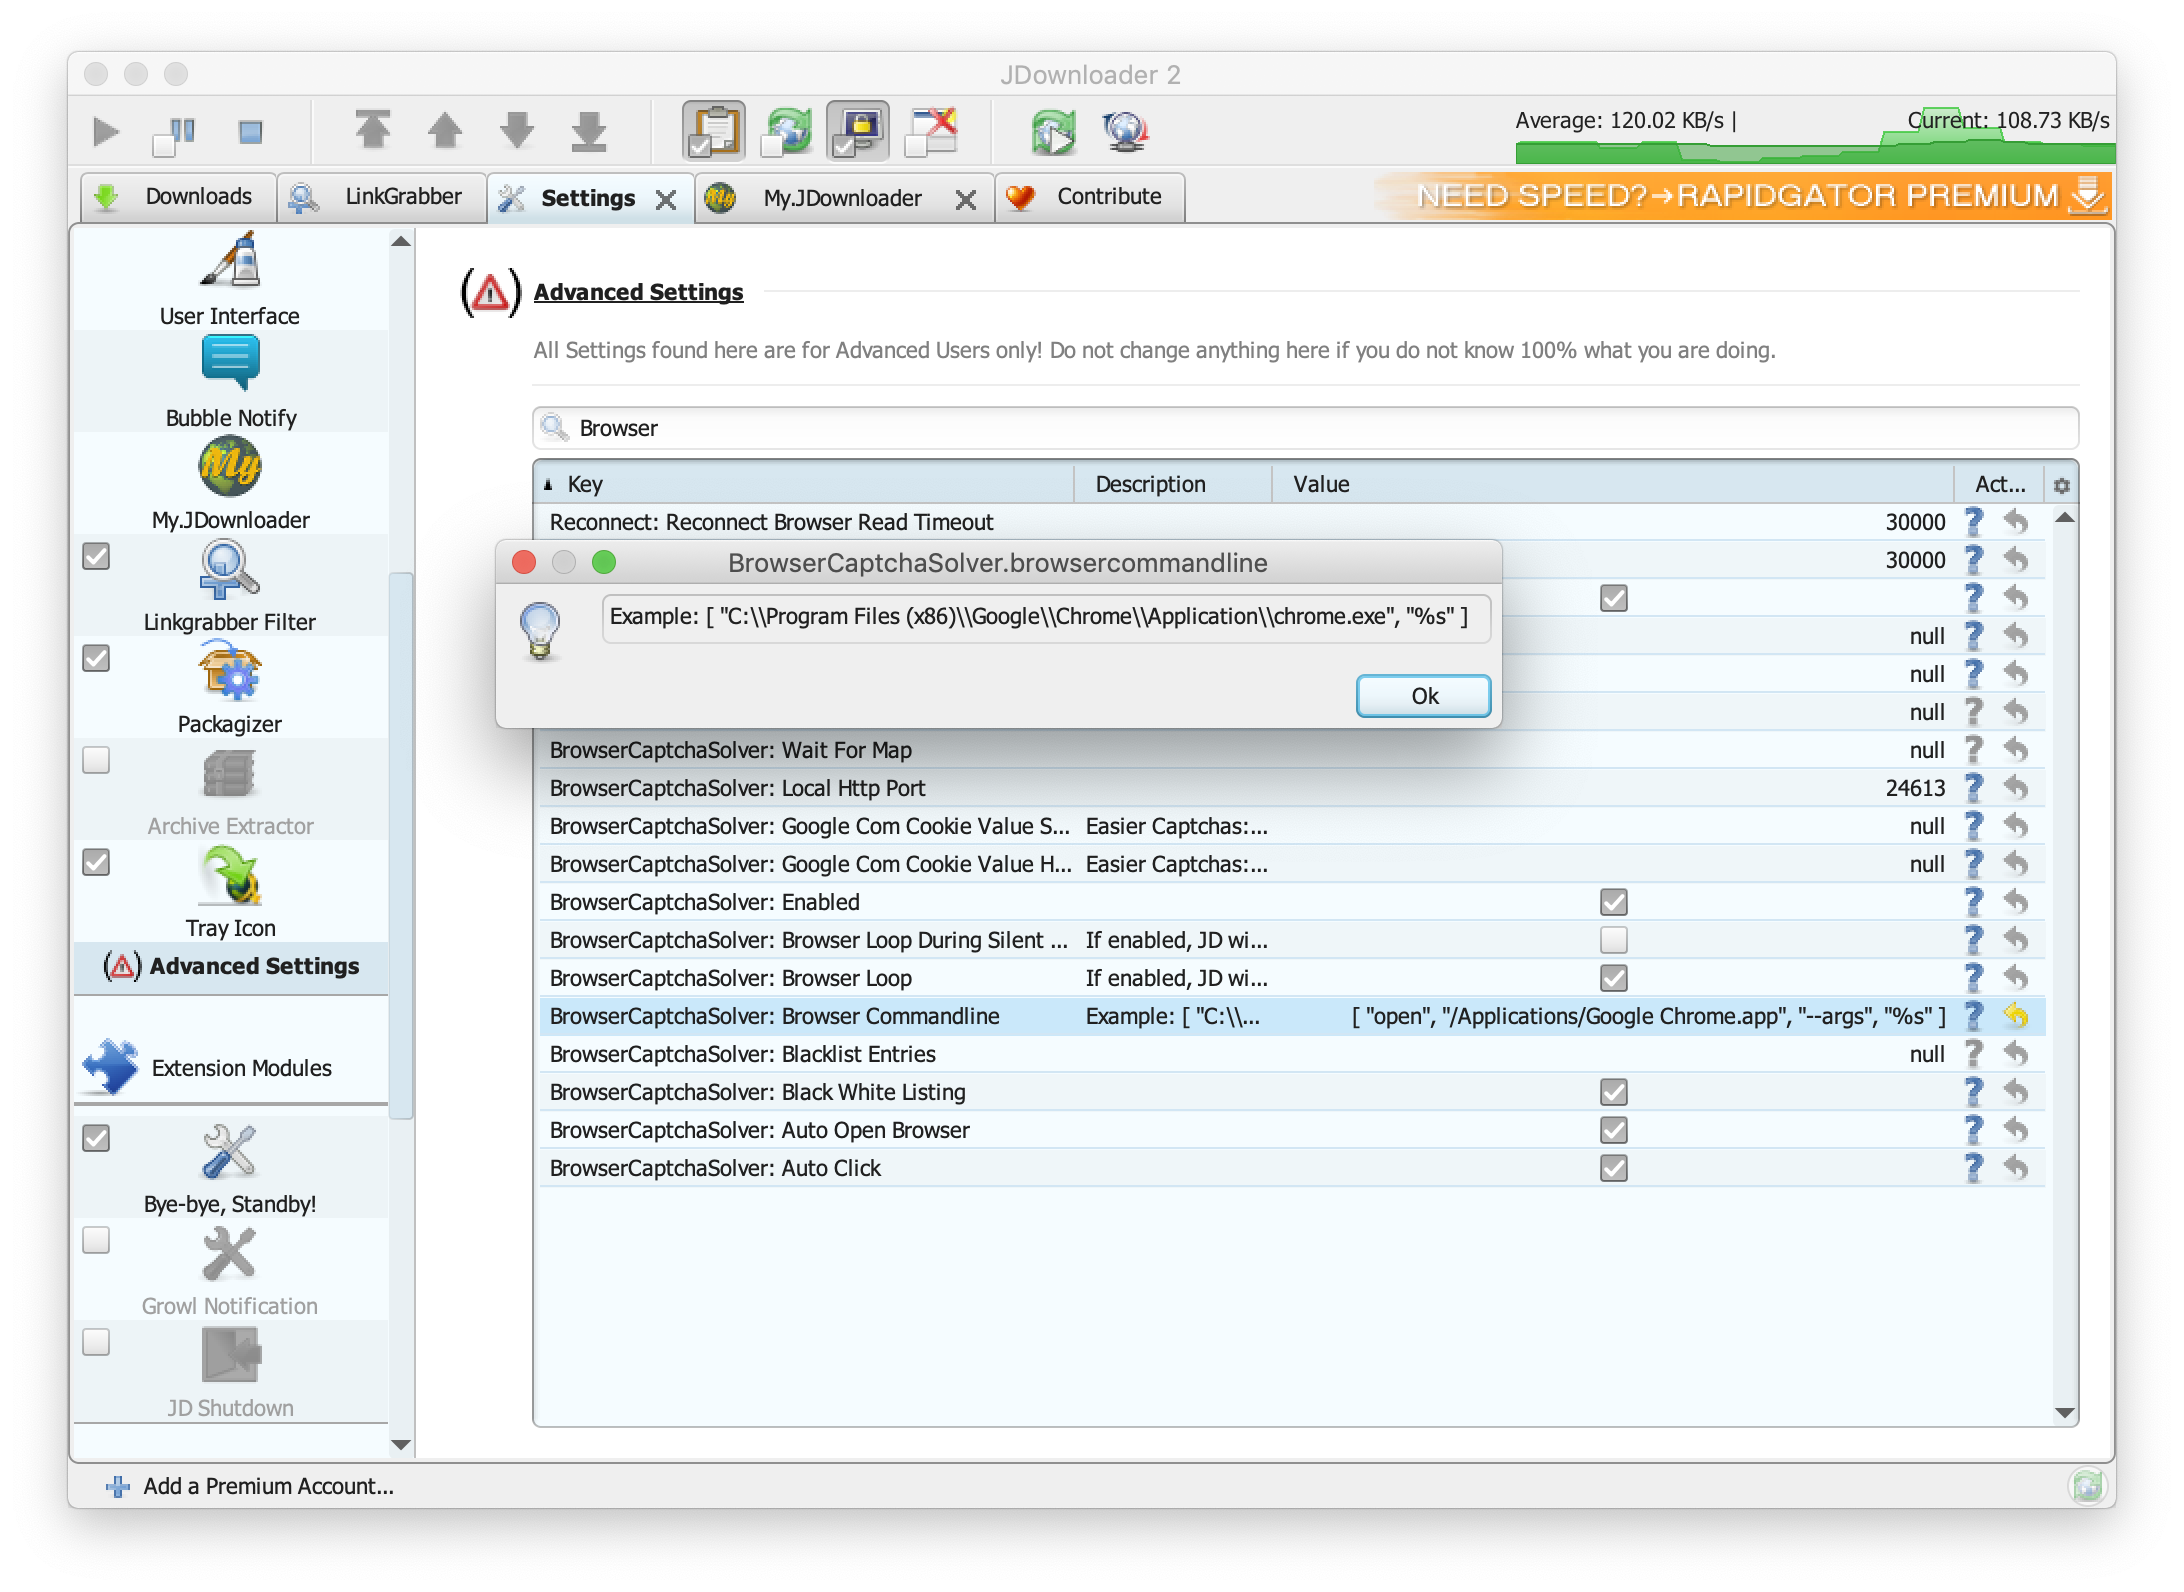 JDownloader 2
Average: 120.02 KB/s | Current: 108.73 KB/s
Downloads LinkGrabber Settings My.JDownloader Contribute
NEED SPEED?→RAPIDGATOR PREMIUM
User Interface
Bubble Notify
My
My.JDownloader
Linkgrabber Filter
Packagizer
Archive Extractor
Tray Icon
Advanced Settings
Extension Modules
Bye-bye, Standby!
Growl Notification
JD Shutdown
Advanced Settings
All Settings found here are for Advanced Users only! Do not change anything here if you do not know 100% what you are doing.
Browser
Key Description Value Act...
Reconnect: Reconnect Browser Read Timeout 30000
30000
BrowserCaptchaSolver.browsercommandline
Example: [ "C:\\Program Files (x86)\\Google\\Chrome\\Application\\chrome.exe", "%s" ]
Ok
null
null
null
BrowserCaptchaSolver: Wait For Map null
BrowserCaptchaSolver: Local Http Port 24613
BrowserCaptchaSolver: Google Com Cookie Value S... Easier Captchas:... null
BrowserCaptchaSolver: Google Com Cookie Value H... Easier Captchas:... null
BrowserCaptchaSolver: Enabled
BrowserCaptchaSolver: Browser Loop During Silent ... If enabled, JD wi...
BrowserCaptchaSolver: Browser Loop If enabled, JD wi...
BrowserCaptchaSolver: Browser Commandline Example: [ "C:\\... [ "open", "/Applications/Google Chrome.app", "--args", "%s" ]
BrowserCaptchaSolver: Blacklist Entries null
BrowserCaptchaSolver: Black White Listing
BrowserCaptchaSolver: Auto Open Browser
BrowserCaptchaSolver: Auto Click
Add a Premium Account...